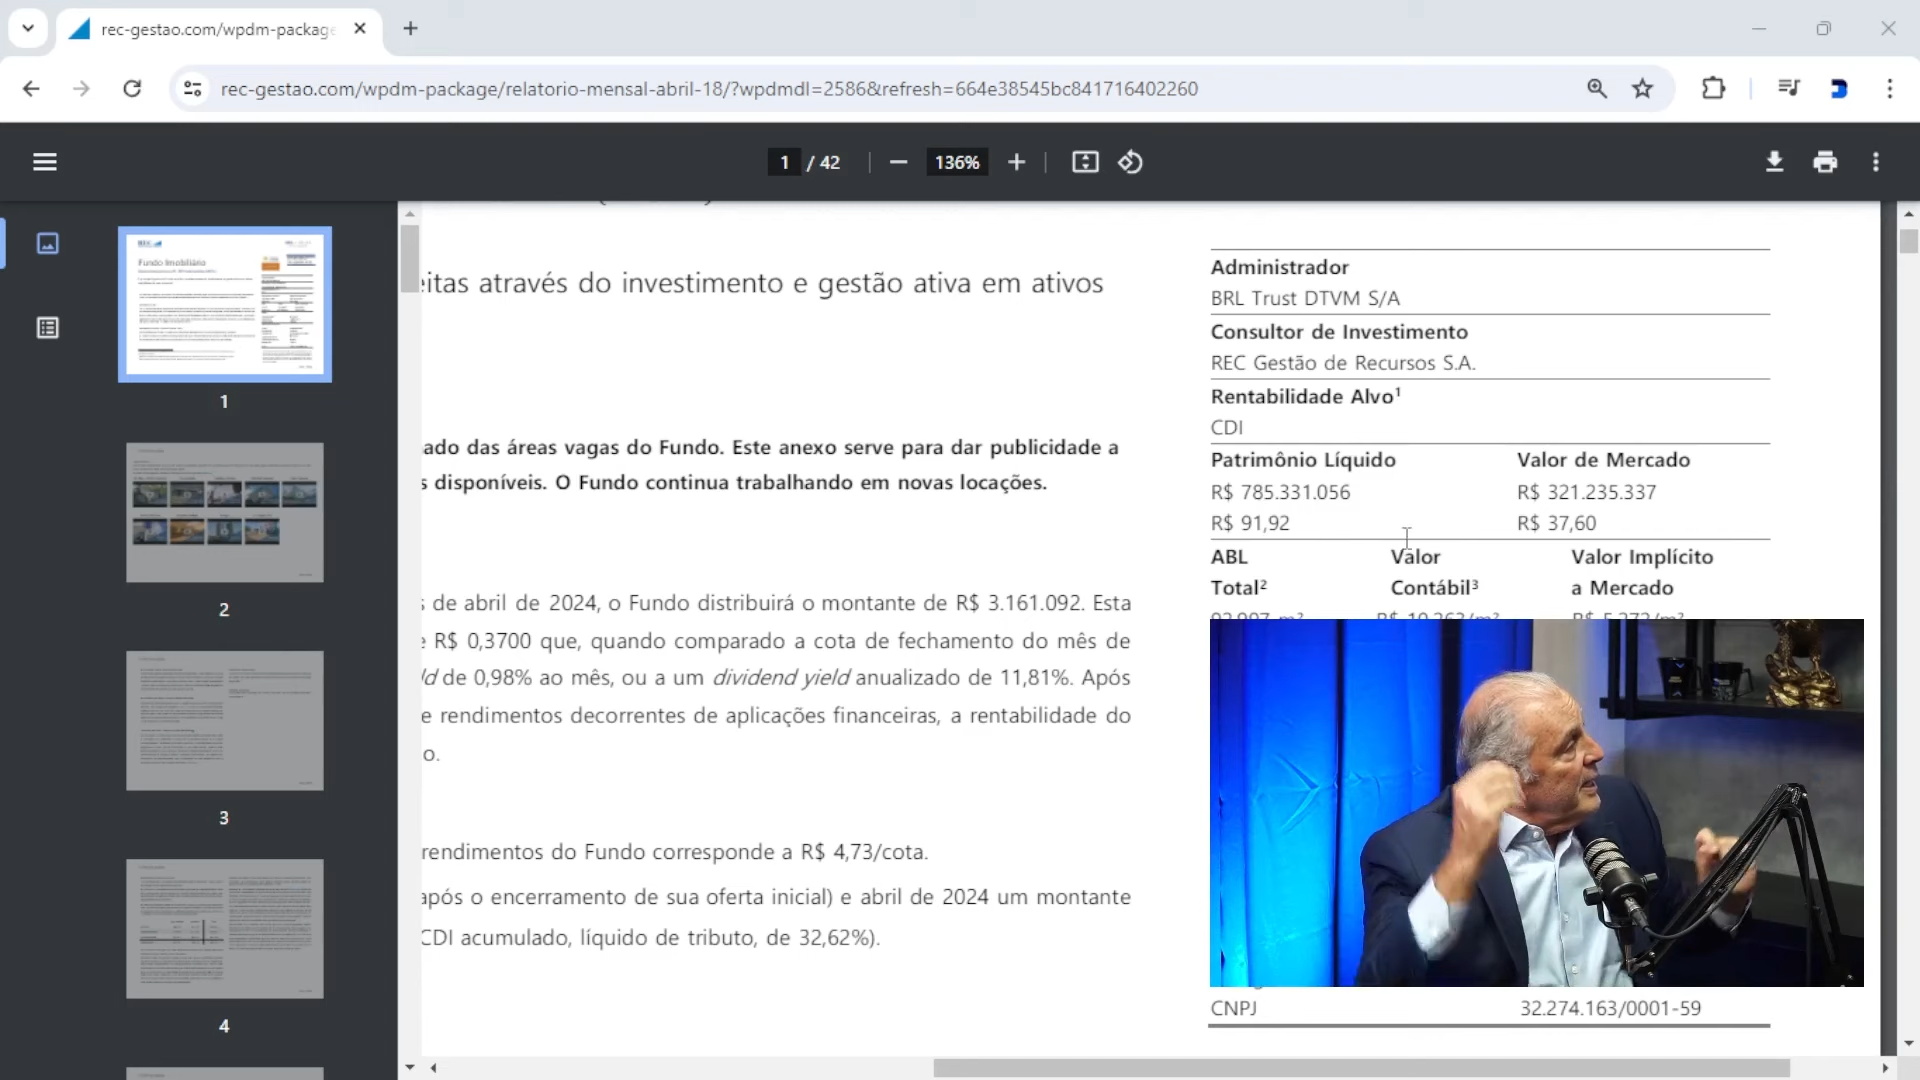 rec-gestao.com/wpdm-package
rec-gestao.com/wpdm-package/relatorio-mensal-abril-18/?wpdmdl=2586&refresh=664e38545bc841716402260
1 / 42
136%
Fundo Imobiliário
1
2
3
4
eitas através do investimento e gestão ativa em ativos
ado das áreas vagas do Fundo. Este anexo serve para dar publicidade a
s disponíveis. O Fundo continua trabalhando em novas locações.
s de abril de 2024, o Fundo distribuirá o montante de R$ 3.161.092. Esta
e R$ 0,3700 que, quando comparado a cota de fechamento do mês de
ld de 0,98% ao mês, ou a um dividend yield anualizado de 11,81%. Após
e rendimentos decorrentes de aplicações financeiras, a rentabilidade do
o.
rendimentos do Fundo corresponde a R$ 4,73/cota.
após o encerramento de sua oferta inicial) e abril de 2024 um montante
CDI acumulado, líquido de tributo, de 32,62%).
Administrador
BRL Trust DTVM S/A
Consultor de Investimento
REC Gestão de Recursos S.A.
Rentabilidade Alvo¹
CDI
Patrimônio Líquido Valor de Mercado
R$ 785.331.056 R$ 321.235.337
R$ 91,92 R$ 37,60
ABL Valor Valor Implícito
Total² Contábil³ a Mercado
CNPJ 32.274.163/0001-59